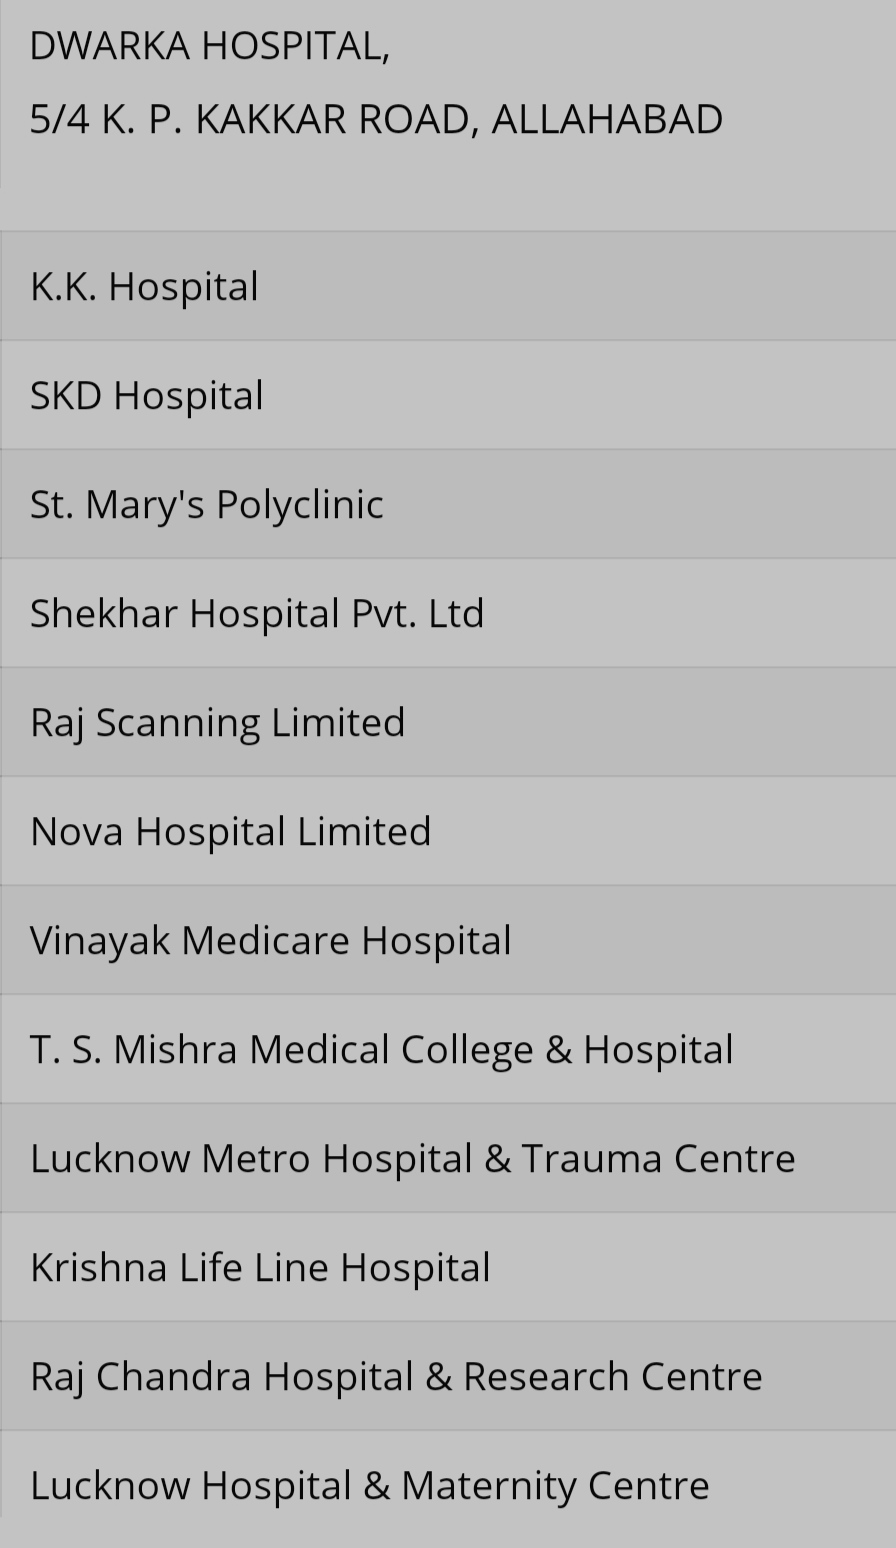 DWARKA HOSPITAL,
5/4 K. P. KAKKAR ROAD, ALLAHABAD
K.K. Hospital
SKD Hospital
St. Mary's Polyclinic
Shekhar Hospital Pvt. Ltd
Raj Scanning Limited
Nova Hospital Limited
Vinayak Medicare Hospital
T. S. Mishra Medical College & Hospital
Lucknow Metro Hospital & Trauma Centre
Krishna Life Line Hospital
Raj Chandra Hospital & Research Centre
Lucknow Hospital & Maternity Centre